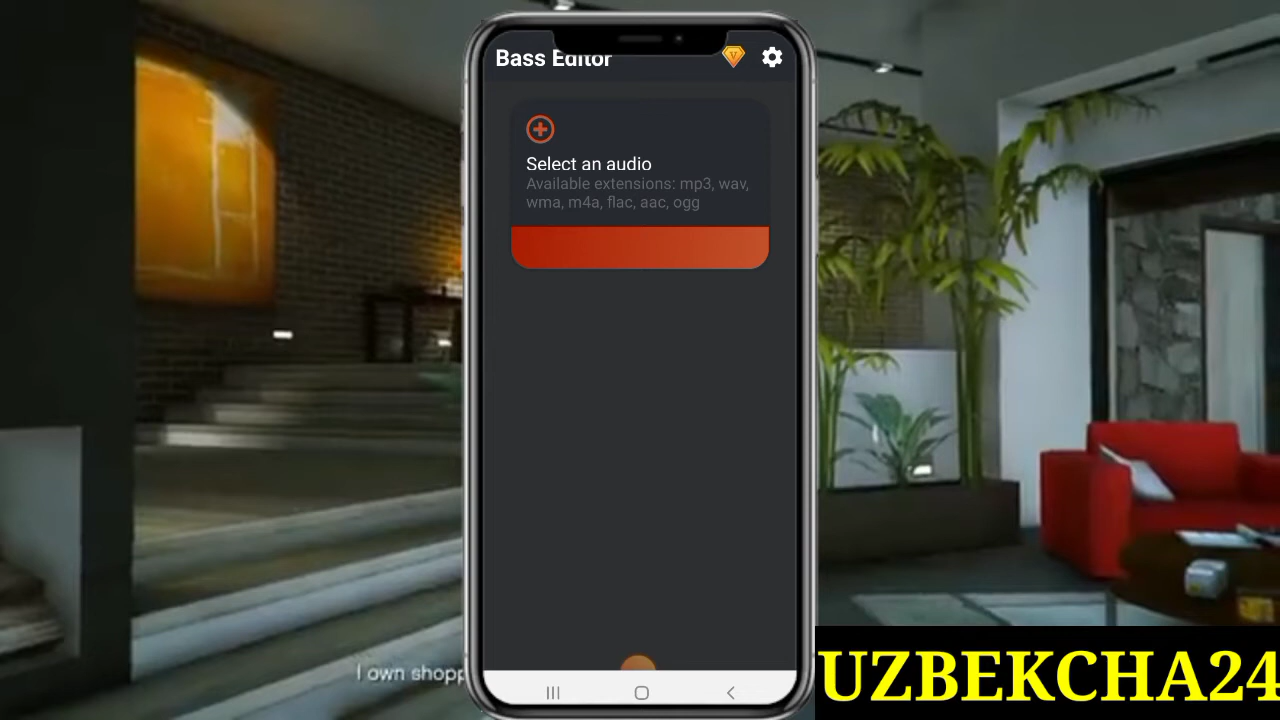 Bass Editor
Select an audio
Available extensions: mp3, wav,
wma, m4a, flac, aac, ogg
I own shopp
UZBEKCHA24